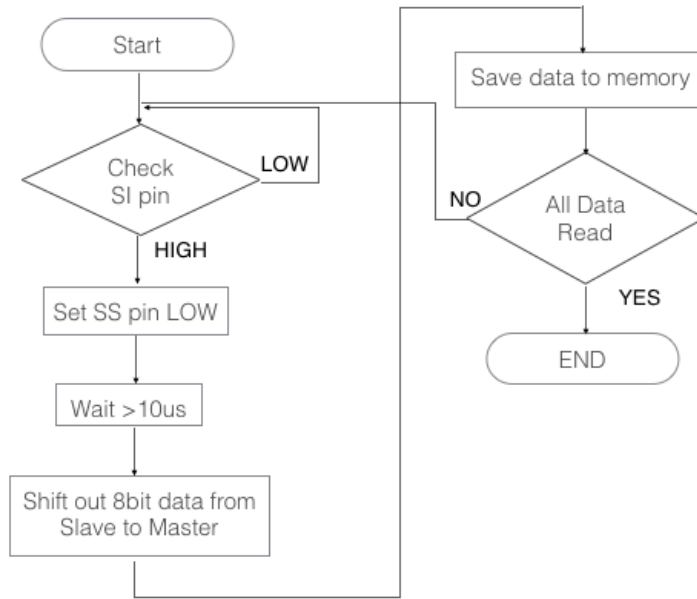 Start
Check
SI pin
LOW
HIGH
Set SS pin LOW
Wait >10us
Shift out 8bit data from
Slave to Master
Save data to memory
All Data
Read
NO
YES
END